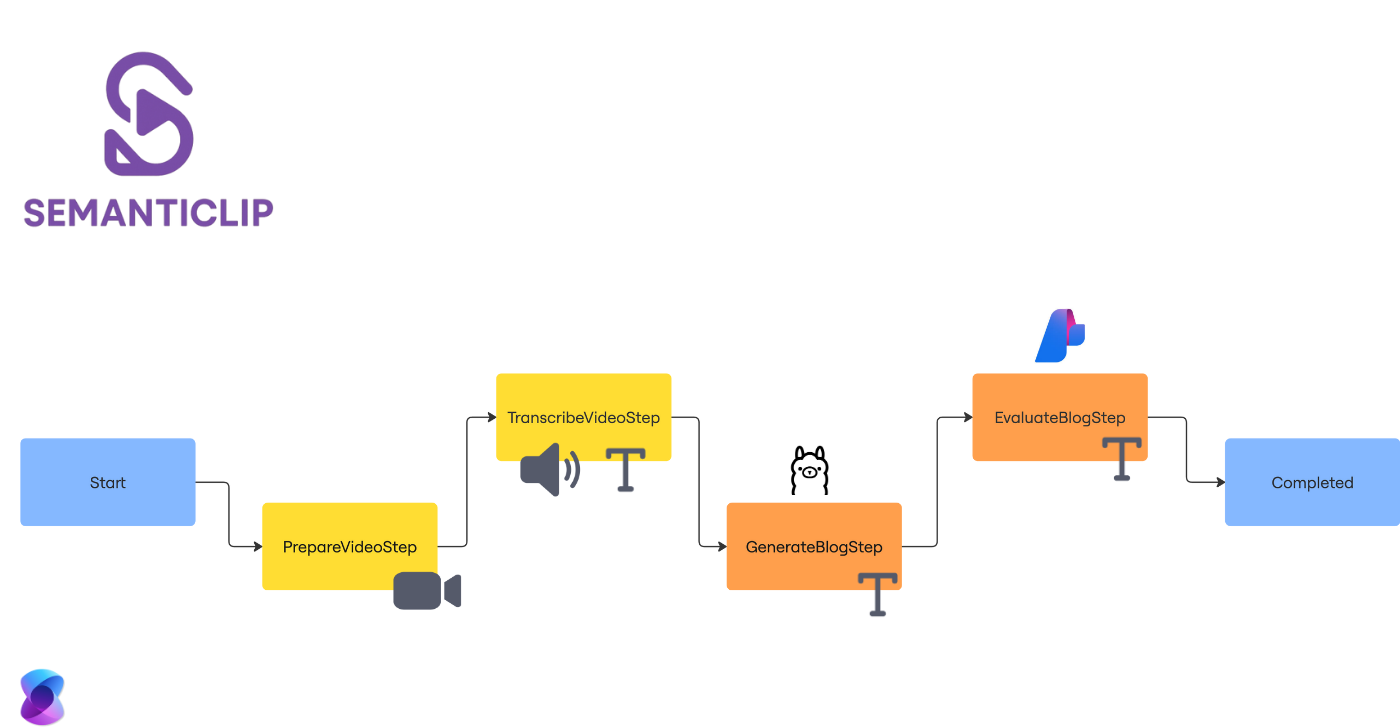 SEMANTICLIP
Start
PrepareVideoStep
TranscribeVideoStep
GenerateBlogStep
EvaluateBlogStep
Completed